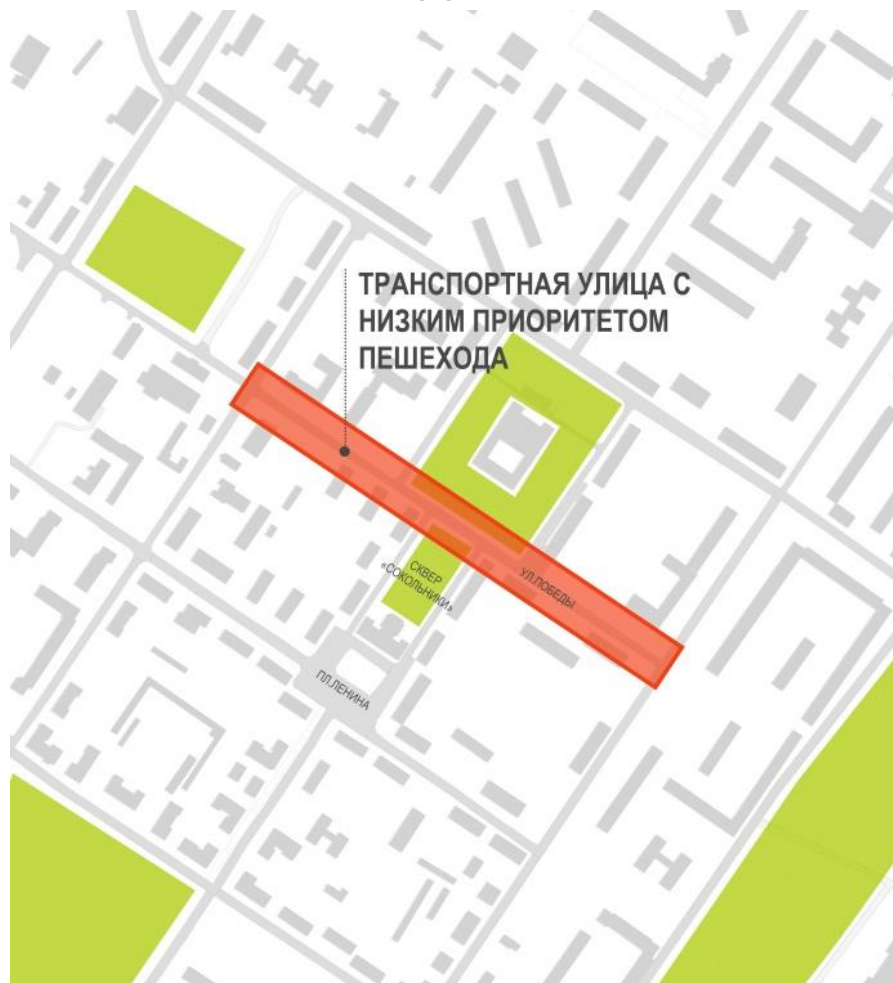 ТРАНСПОРТНАЯ УЛИЦА С
НИЗКИМ ПРИОРИТЕТОМ
ПЕШЕХОДА
СКВЕР
«СОКОЛЬНИКИ»
УЛ.ПОБЕДЫ
ПЛ.ЛЕНИНА